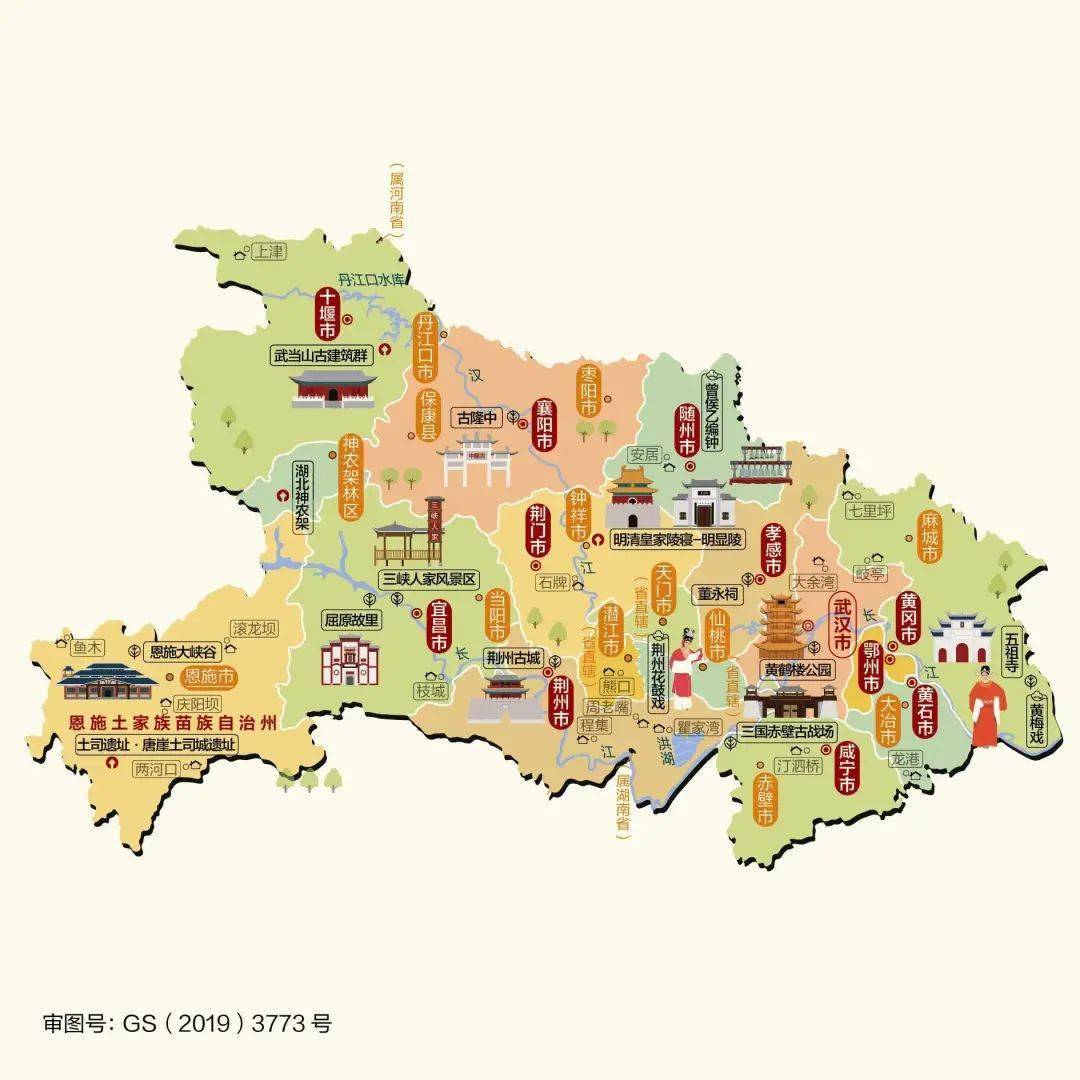 （属河南省）
上津
丹江口水库
十堰市
武当山古建筑群
丹江口市
汉
保康县
古隆中
襄阳市
枣阳市
随州市
曾侯乙编钟
安居
神农架林区
湖北神农架
三峡人家
三峡人家风景区
荆门市
钟祥市
江
石牌
明清皇家陵寝-明显陵
孝感市
七里坪
麻城市
大余湾
岐亭
天门市
（省直辖）
董永祠
武汉市
长
黄冈市
鄂州市
江
黄石市
五祖寺
黄梅戏
屈原故里
宜昌市
当阳市
长
荆州古城
荆州市
枝城
潜江市
（省直辖）
荆州花鼓戏
仙桃市
（省直辖）
黄鹤楼公园
大冶市
熊口
周老嘴
程集
江
洪湖
瞿家湾
三国赤壁古战场
咸宁市
汀泗桥
龙港
赤壁市
（属湖南省）
滚龙坝
鱼木
恩施大峡谷
恩施市
庆阳坝
恩施土家族苗族自治州
土司遗址·唐崖土司城遗址
两河口
审图号：GS（2019）3773号